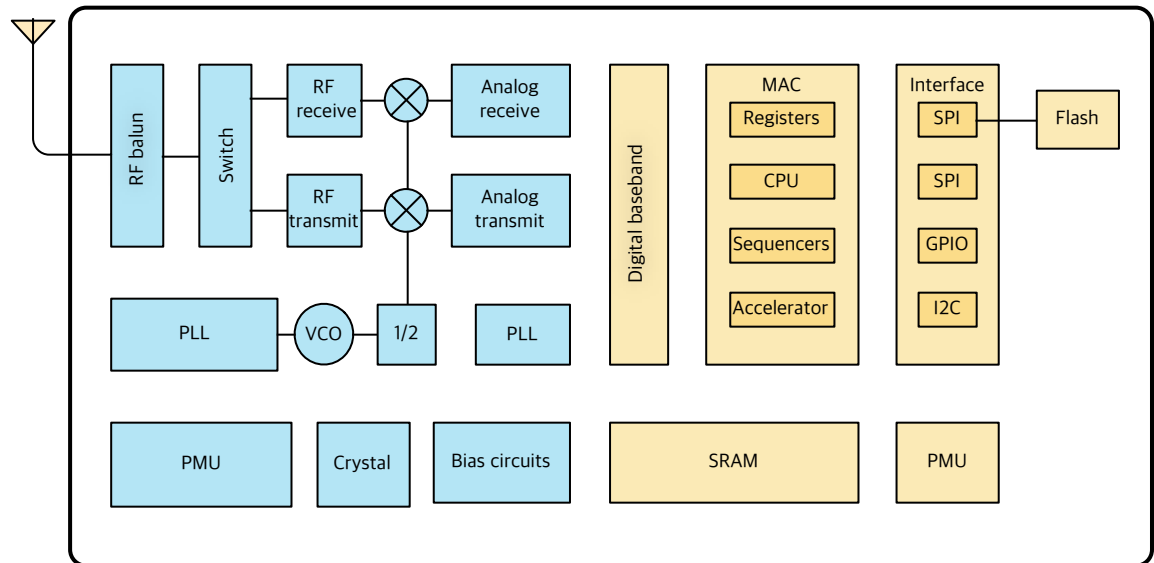 RF balun
Switch
RF
receive
Analog
receive
RF
transmit
Analog
transmit
PLL
VCO
1/2
PLL
PMU
Crystal
Bias circuits
Digital baseband
MAC
Registers
CPU
Sequencers
Accelerator
Interface
SPI
SPI
GPIO
I2C
Flash
SRAM
PMU